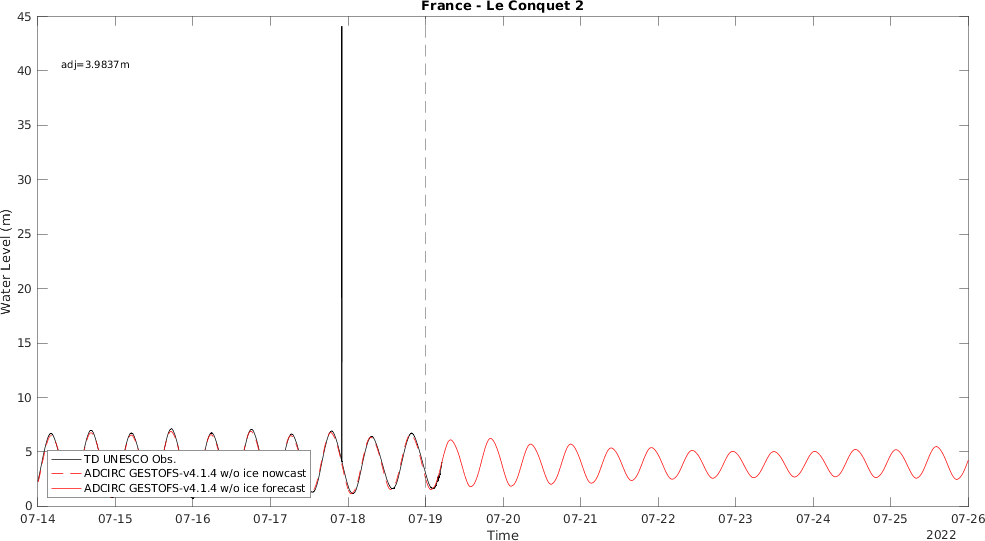 France - Le Conquet 2
adj=3.9837m
Water Level (m)
45
40
35
30
25
20
15
10
5
0
TD UNESCO Obs.
ADCIRC GESTOFS-v4.1.4 w/o ice nowcast
ADCIRC GESTOFS-v4.1.4 w/o ice forecast
07-14 07-15 07-16 07-17 07-18 07-19 07-20 07-21 07-22 07-23 07-24 07-25 07-26
Time
2022